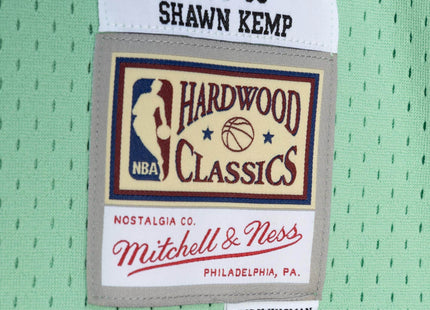 SHAWN KEMP
HARDWOOD
CLASSICS
NBA
NOSTALGIA CO.
Mitchell & Ness
PHILADELPHIA, PA.